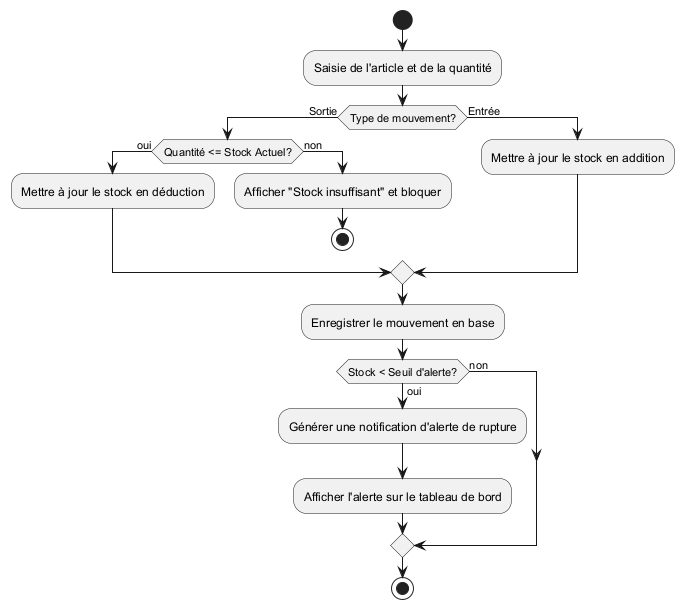 Saisie de l'article et de la quantité
Sortie
Type de mouvement?
Entrée
oui
Quantité <= Stock Actuel?
non
Mettre à jour le stock en addition
Mettre à jour le stock en déduction
Afficher "Stock insuffisant" et bloquer
Enregistrer le mouvement en base
Stock < Seuil d'alerte?
non
oui
Générer une notification d'alerte de rupture
Afficher l'alerte sur le tableau de bord